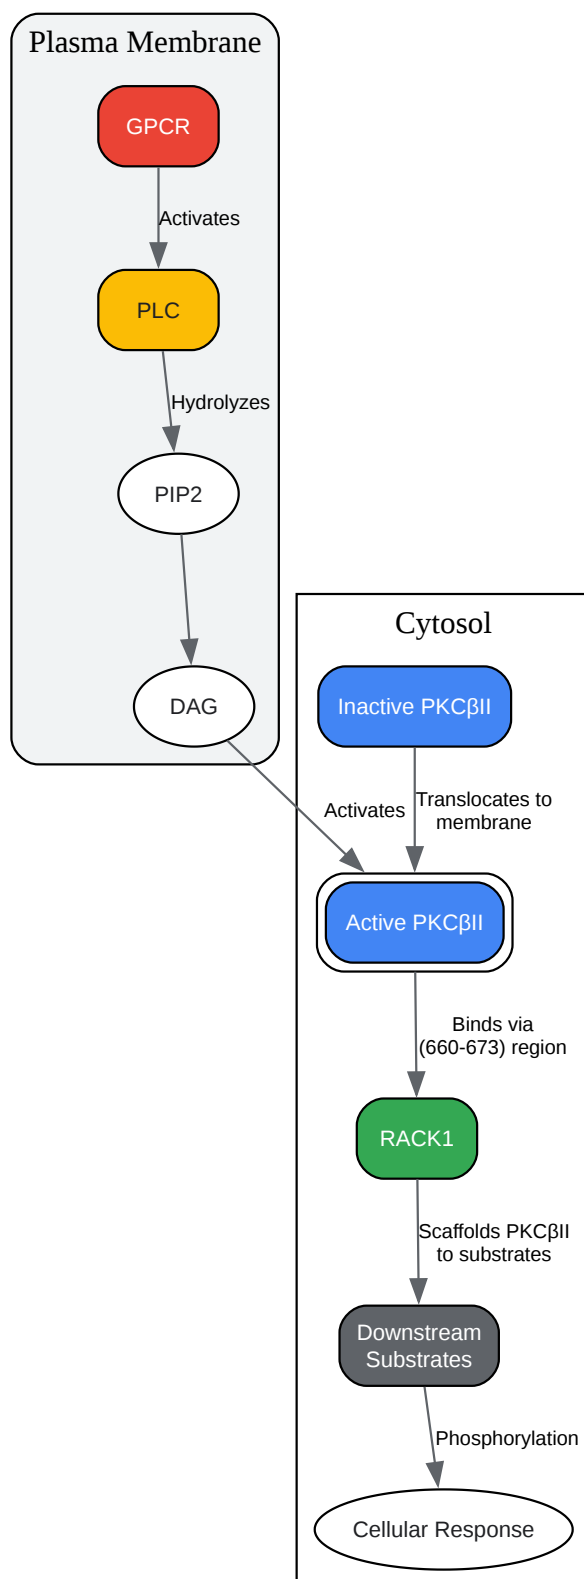 Plasma Membrane
GPCR
Activates
PLC
Hydrolyzes
PIP2
DAG
Cytosol
Inactive PKCβII
Activates
Translocates to
membrane
Active PKCβII
Binds via
(660-673) region
RACK1
Scaffolds PKCβII
to substrates
Downstream
Substrates
Phosphorylation
Cellular Response